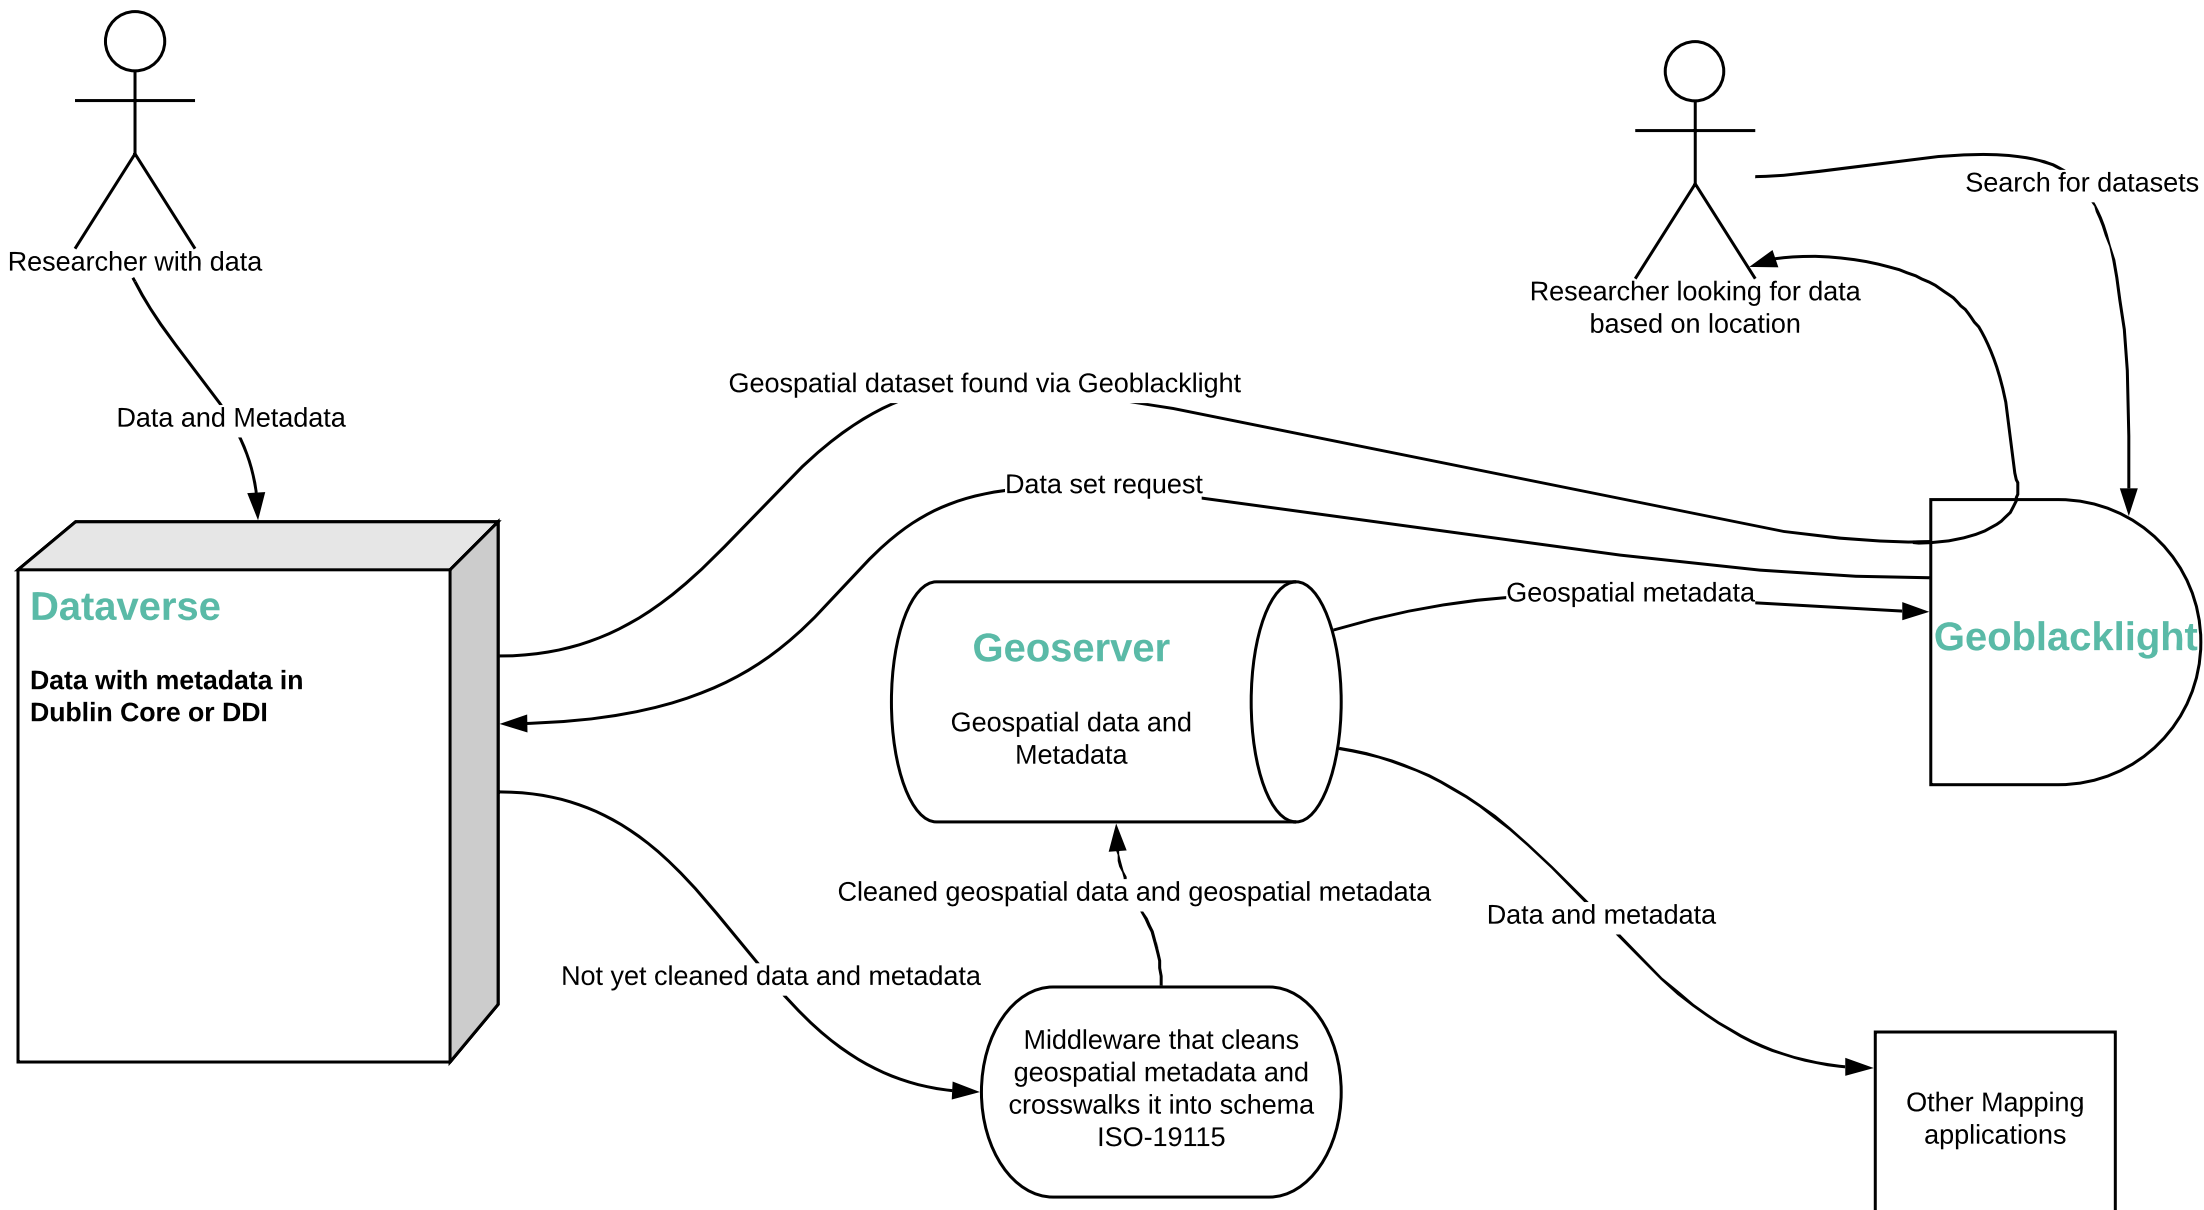 Search for datasets
Researcher with data
Researcher looking for data
based on location
Geospatial dataset found via Geoblacklight
Data and Metadata
Data set request
Dataverse
Data with metadata in
Dublin Core or DDI
Geospatial metadata
Geoserver
Geospatial data and
Metadata
Geoblacklight
Cleaned geospatial data and geospatial metadata
Data and metadata
Not yet cleaned data and metadata
Middleware that cleans
geospatial metadata and
crosswalks it into schema
ISO-19115
Other Mapping
applications